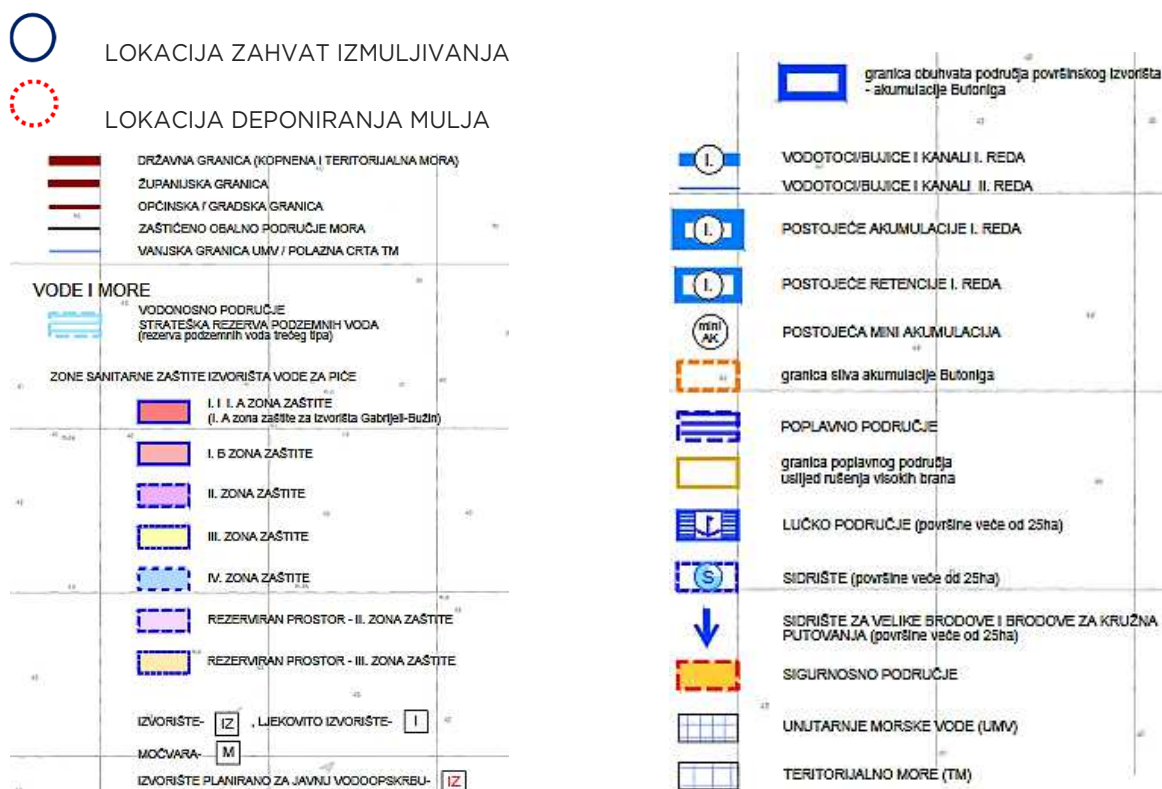 LOKACIJA ZAHVAT IZMULJIVANJA
LOKACIJA DEPONIRANJA MULJA
DRŽAVNA GRANICA (KOPNENA I TERITORIJALNA MORA)
ŽUPANIJSKA GRANICA
OPĆINSKA / GRADSKA GRANICA
ZAŠTIĆENO OBALNO PODRUČJE MORA
VANJSKA GRANICA UMV / POLAZNA CRTA TM
VODE I MORE
VODONOSNO PODRUČJE
STRATEŠKA REZERVA PODZEMNIH VODA
(rezerva podzemnih voda trećeg tipa)
ZONE SANITARNE ZAŠTITE IZVORIŠTA VODE ZA PIĆE
I. I I. A ZONA ZAŠTITE
(I. A zona zaštite za Izvorišta Gabrijeli-Bužin)
I. B ZONA ZAŠTITE
II. ZONA ZAŠTITE
III. ZONA ZAŠTITE
IV. ZONA ZAŠTITE
REZERVIRAN PROSTOR - II. ZONA ZAŠTITE
REZERVIRAN PROSTOR - III. ZONA ZAŠTITE
IZVORIŠTE- IZ , LJEKOVITO IZVORIŠTE- I
MOČVARA- M
IZVORIŠTE PLANIRANO ZA JAVNU VODOOPSKRBU- IZ
granica obuhvata područja površinskog Izvorišta
- akumulacije Butoniga
I. VODOTOCI/BUJICE I KANALI I. REDA
VODOTOCI/BUJICE I KANALI II. REDA
I. POSTOJEĆE AKUMULACIJE I. REDA
I. POSTOJEĆE RETENCIJE I. REDA
mini AK POSTOJEĆA MINI AKUMULACIJA
granica sliva akumulacije Butoniga
POPLAVNO PODRUČJE
granica poplavnog područja
uslijed rušenja visokih brana
LUČKO PODRUČJE (površine veće od 25ha)
S SIDRIŠTE (površine veće od 25ha)
SIDRIŠTE ZA VELIKE BRODOVE I BRODOVE ZA KRUŽNA
PUTOVANJA (površine veće od 25ha)
SIGURNOSNO PODRUČJE
UNUTARNJE MORSKE VODE (UMV)
TERITORIJALNO MORE (TM)